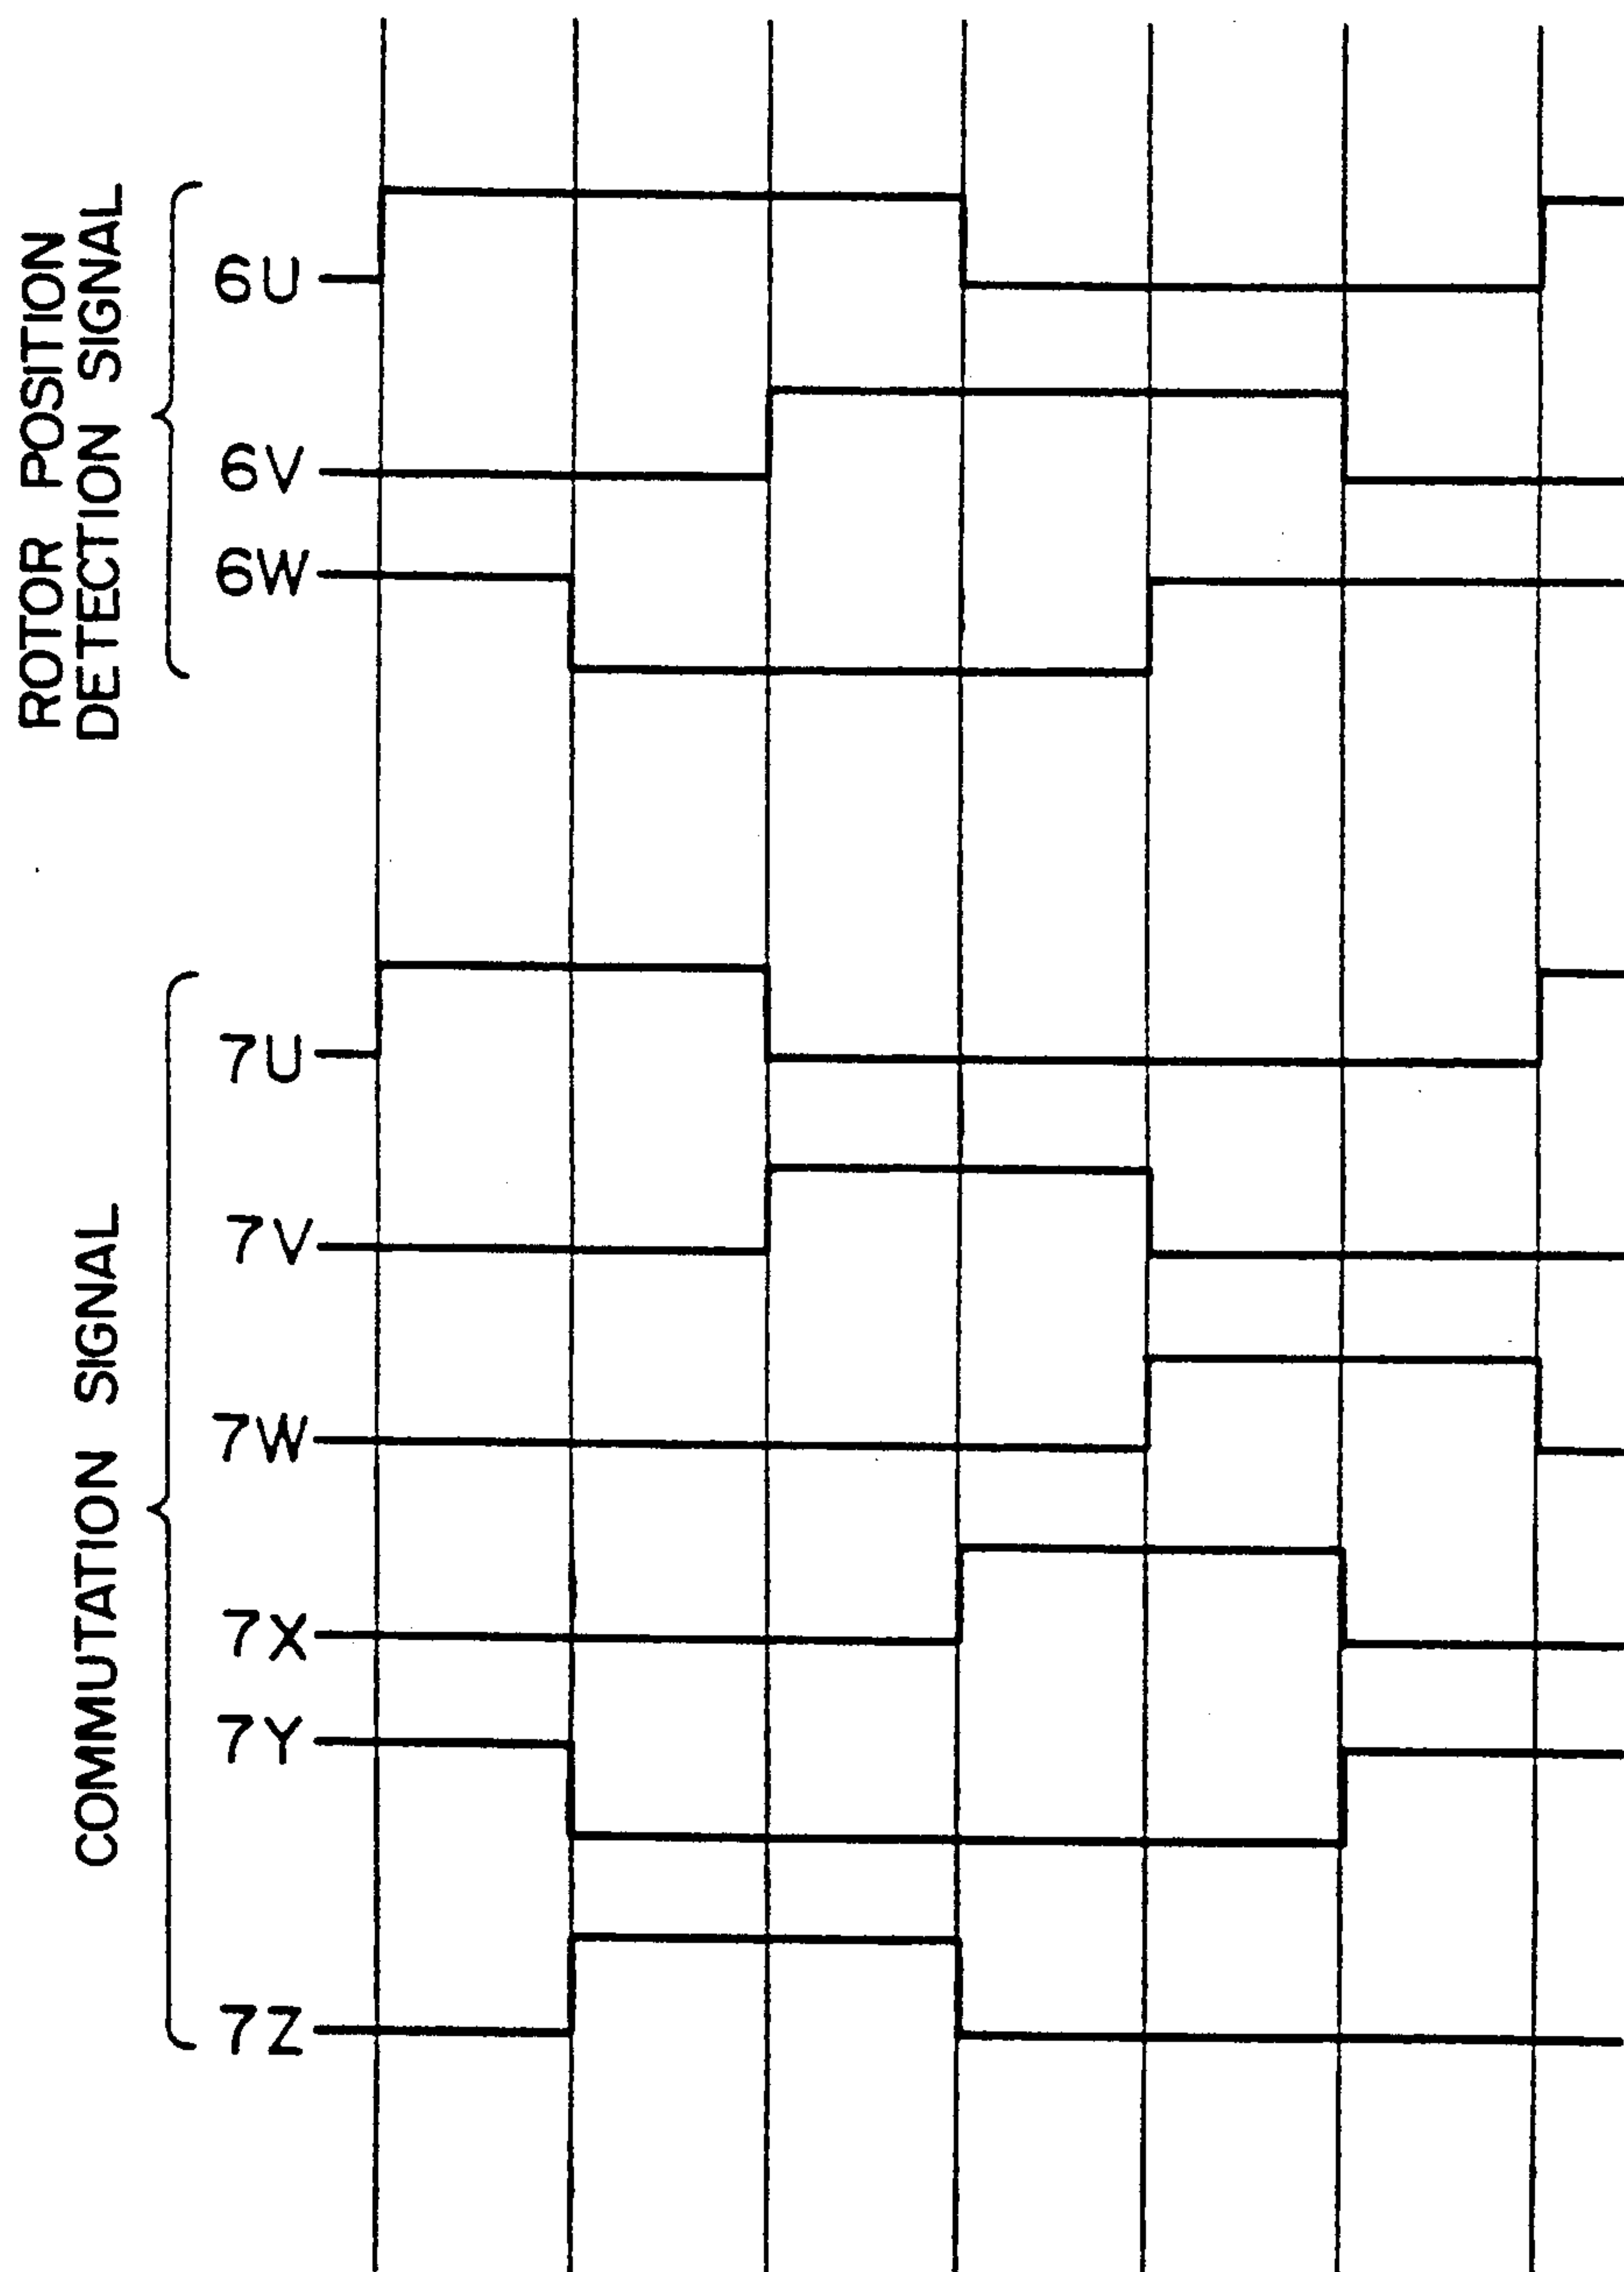 ROTOR POSITION
DETECTION SIGNAL
6U
6V
6W
COMMUTATION SIGNAL
7U
7V
7W
7X
7Y
7Z